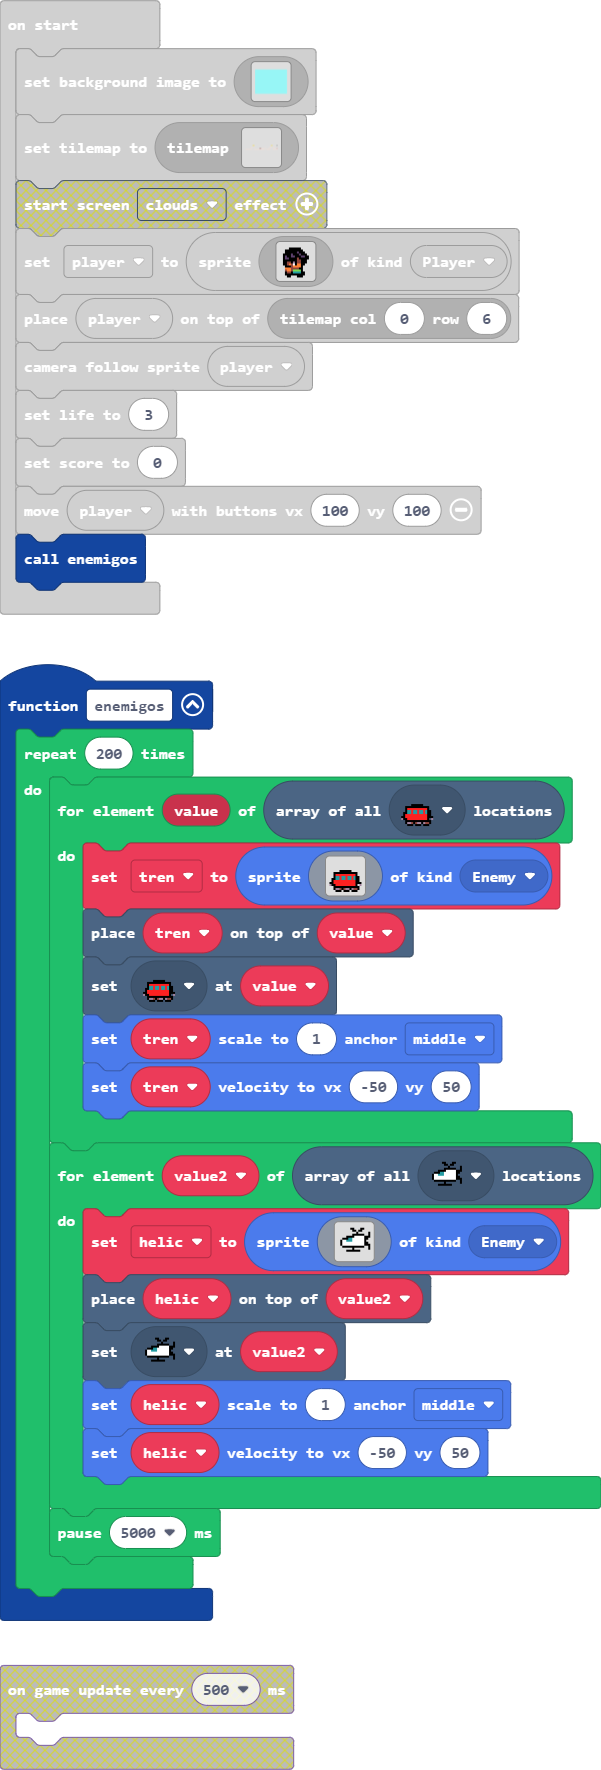 on start
set background image to
set tilemap to tilemap
start screen clouds effect
set player to sprite of kind Player
place player on top of tilemap col 0 row 6
camera follow sprite player
set life to 3
set score to 0
move player with buttons vx 100 vy 100
call enemigos
function enemigos
repeat 200 times
do
for element value of array of all locations
do
set tren to sprite of kind Enemy
place tren on top of value
set at value
set tren scale to 1 anchor middle
set tren velocity to vx -50 vy 50
for element value2 of array of all locations
do
set helic to sprite of kind Enemy
place helic on top of value2
set at value2
set helic scale to 1 anchor middle
set helic velocity to vx -50 vy 50
pause 5000 ms
on game update every 500 ms